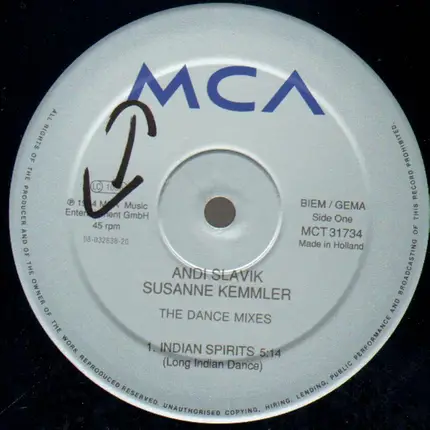 MCA
ALL RIGHTS OF THE PRODUCER AND OF THE OWNER OF THE WORK REPRODUCED RESERVED. UNAUTHORISED COPYING, HIRING, LENDING, PUBLIC PERFORMANCE AND BROADCASTING OF THIS RECORD PROHIBITED.
LC
Music
Entertainment GmbH
45 rpm
BIEM / GEMA
Side One
MCT 31734
Made in Holland
ANDI SLAVIK
SUSANNE KEMMLER
THE DANCE MIXES
1. INDIAN SPIRITS 5:14
(Long Indian Dance)